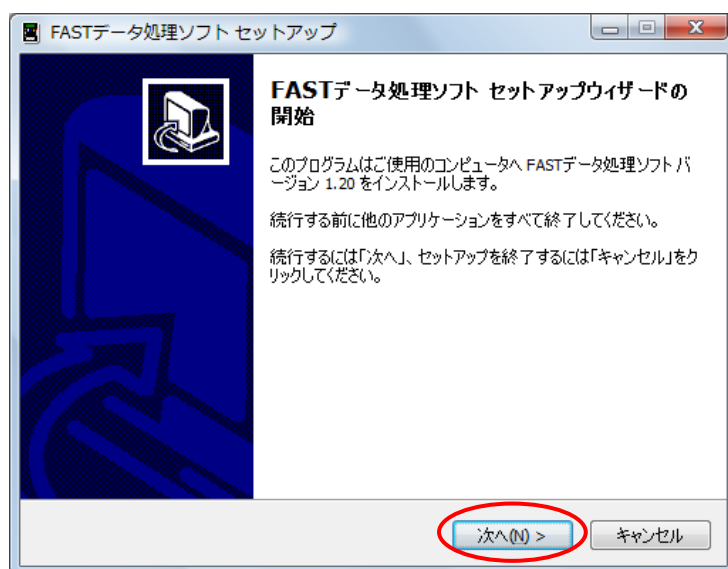 FASTデータ処理ソフト セットアップ
FASTデータ処理ソフト セットアップウィザードの
開始
このプログラムはご使用のコンピュータへ FASTデータ処理ソフト バ
ージョン 1.20 をインストールします。
続行する前に他のアプリケーションをすべて終了してください。
続行するには「次へ」、セットアップを終了するには「キャンセル」をク
リックしてください。
次へ(N) >
キャンセル